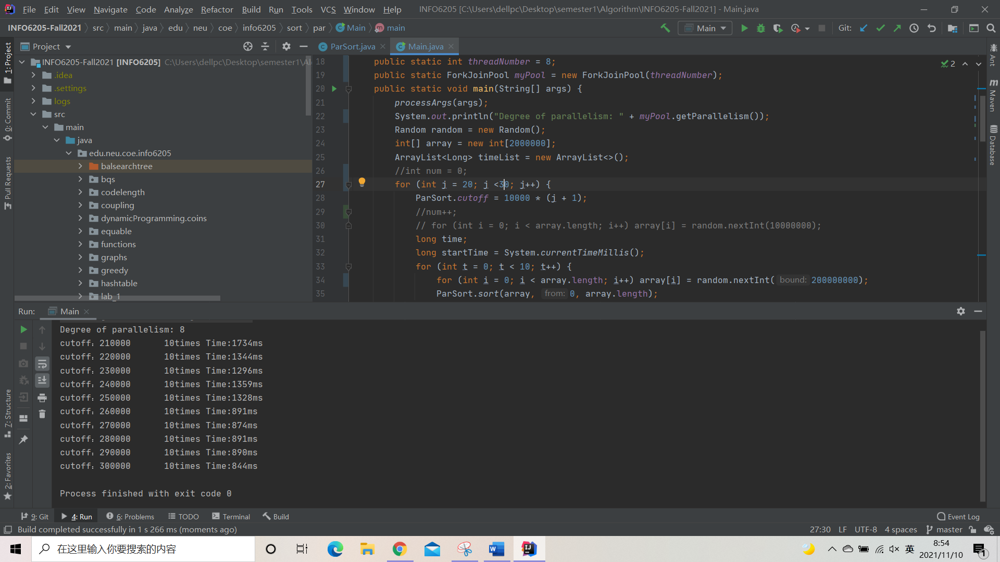 File Edit View Navigate Code Analyze Refactor Build Run Tools VCS Window Help INFO6205 [C:\Users\dellpc\Desktop\semester1\Algorithm\INFO6205-Fall2021] - Main.java
INFO6205-Fall2021 src main java edu neu coe info6205 sort par Main main
Main Git:
Project
ParSort.java Main.java
1: Project
0: Commit
Pull Requests
7: Structure
2: Favorites
INFO6205-Fall2021 [INFO6205] C:\Users\dellpc\Desktop\semester1\Al
.idea
.settings
logs
src
main
java
edu.neu.coe.info6205
balsearchtree
bqs
codelength
coupling
dynamicProgramming.coins
equable
functions
graphs
greedy
hashtable
lab_1
18 public static int threadNumber = 8;
19 public static ForkJoinPool myPool = new ForkJoinPool(threadNumber);
20 public static void main(String[] args) {
21 processArgs(args);
22 System.out.println("Degree of parallelism: " + myPool.getParallelism());
23 Random random = new Random();
24 int[] array = new int[2000000];
25 ArrayList<Long> timeList = new ArrayList<>();
26 //int num = 0;
27 for (int j = 20; j <30; j++) {
28 ParSort.cutoff = 10000 * (j + 1);
29 //num++;
30 // for (int i = 0; i < array.length; i++) array[i] = random.nextInt(10000000);
31 long time;
32 long startTime = System.currentTimeMillis();
33 for (int t = 0; t < 10; t++) {
34 for (int i = 0; i < array.length; i++) array[i] = random.nextInt( bound: 200000000);
35 ParSort.sort(array, from: 0, array.length);
2
Ant
Maven
Database
Run: Main
Degree of parallelism: 8
cutoff：210000 10times Time:1734ms
cutoff：220000 10times Time:1344ms
cutoff：230000 10times Time:1296ms
cutoff：240000 10times Time:1359ms
cutoff：250000 10times Time:1328ms
cutoff：260000 10times Time:891ms
cutoff：270000 10times Time:874ms
cutoff：280000 10times Time:891ms
cutoff：290000 10times Time:890ms
cutoff：300000 10times Time:844ms
Process finished with exit code 0
9: Git 4: Run 6: Problems TODO Terminal Build Event Log
Build completed successfully in 1 s 266 ms (moments ago) 27:30 LF UTF-8 4 spaces master
在这里输入你要搜索的内容
英 8:54
2021/11/10
1